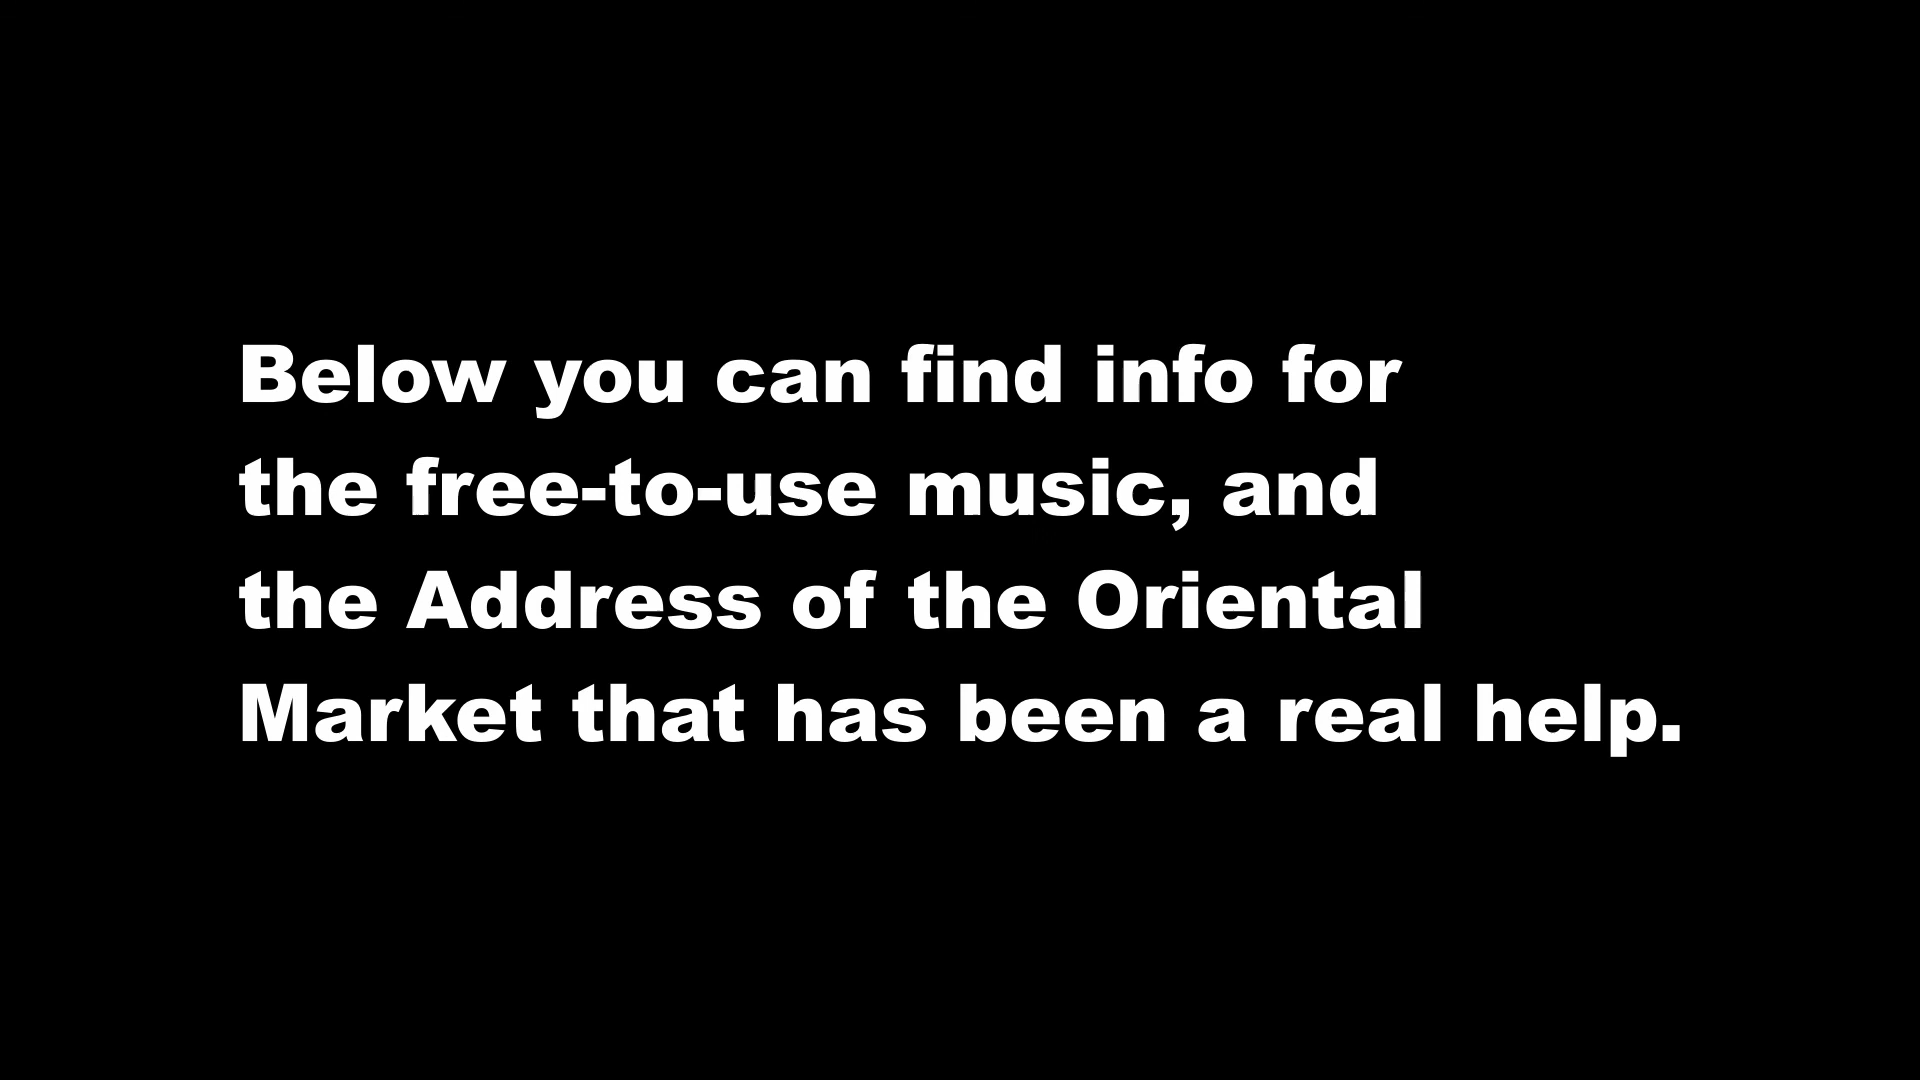 Below you can find info for
the free-to-use music, and
the Address of the Oriental
Market that has been a real help.